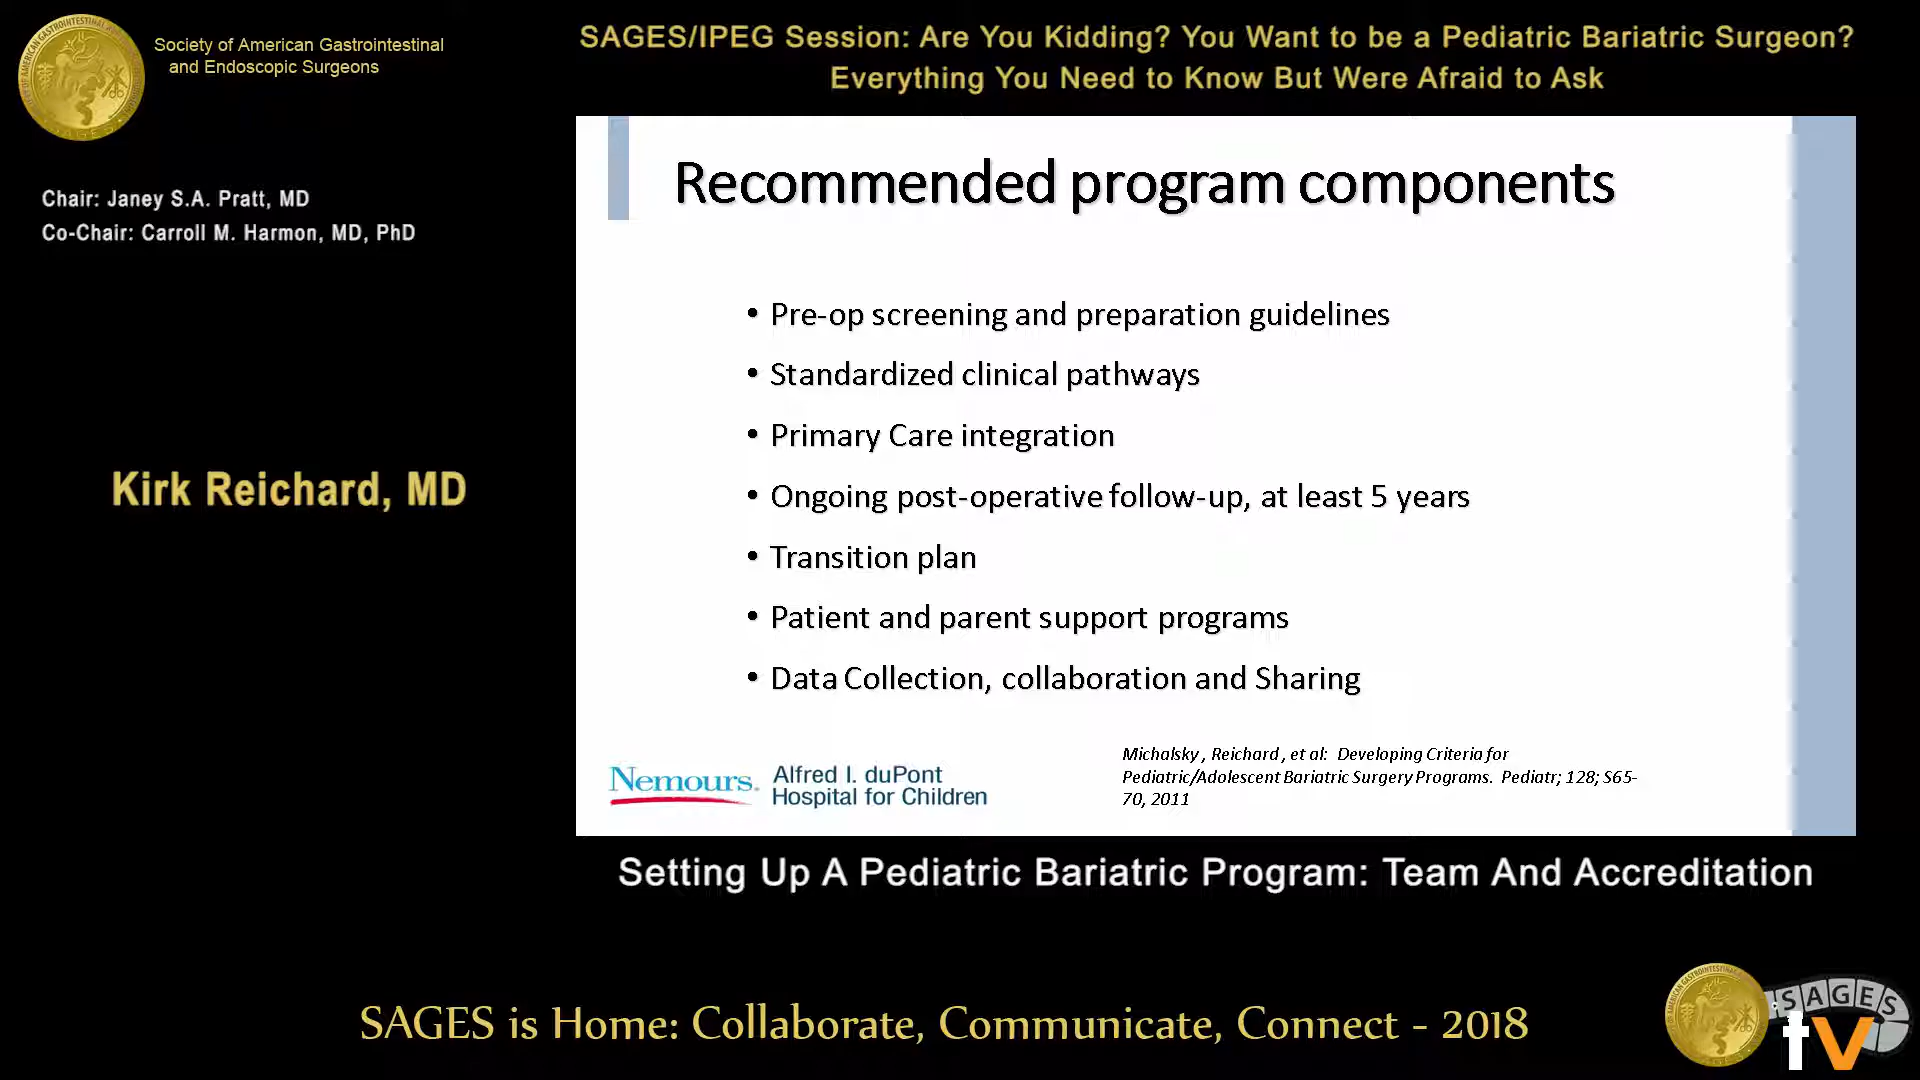 Society of American Gastrointestinal
and Endoscopic Surgeons
SAGES/IPEG Session: Are You Kidding? You Want to be a Pediatric Bariatric Surgeon?
Everything You Need to Know But Were Afraid to Ask
Chair: Janey S.A. Pratt, MD
Co-Chair: Carroll M. Harmon, MD, PhD
Kirk Reichard, MD
Recommended program components
• Pre-op screening and preparation guidelines
• Standardized clinical pathways
• Primary Care integration
• Ongoing post-operative follow-up, at least 5 years
• Transition plan
• Patient and parent support programs
• Data Collection, collaboration and Sharing
Nemours.
Alfred I. duPont
Hospital for Children
Michalsky , Reichard , et al: Developing Criteria for
Pediatric/Adolescent Bariatric Surgery Programs. Pediatr; 128; S65-
70, 2011
Setting Up A Pediatric Bariatric Program: Team And Accreditation
SAGES is Home: Collaborate, Communicate, Connect - 2018
SAGES
tv